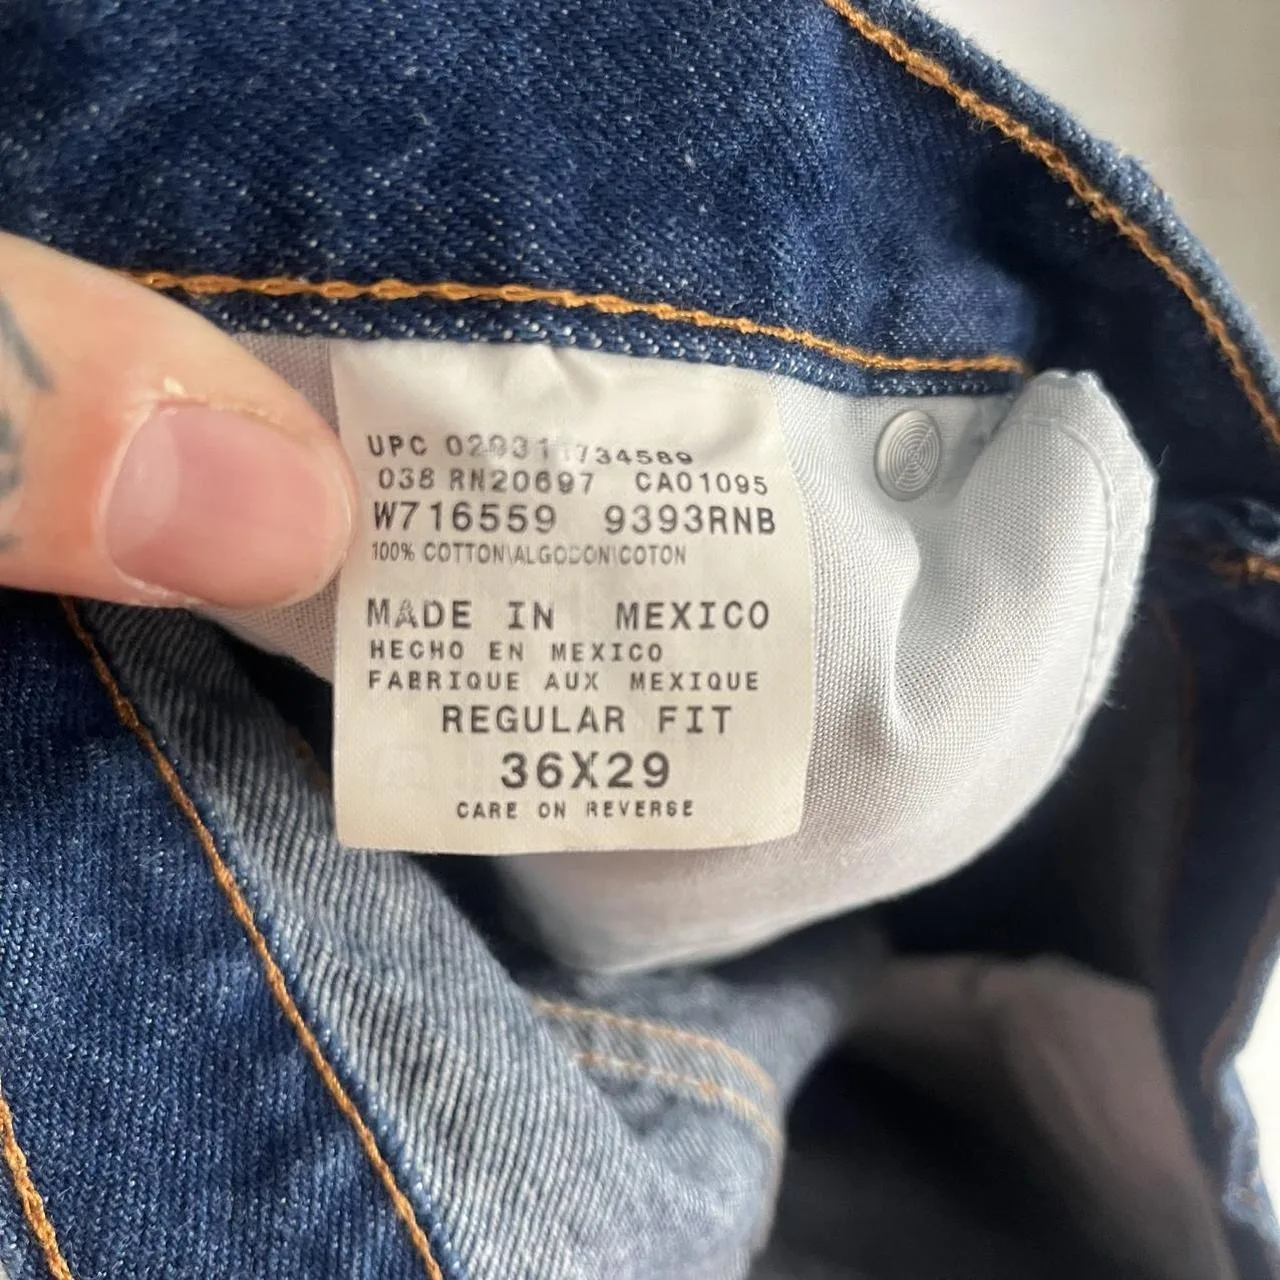 UPC 029311734589
038 RN20697 CA01095
W716559 9393RNB
100% COTTON\ALGODON\COTON
MADE IN MEXICO
HECHO EN MEXICO
FABRIQUE AUX MEXIQUE
REGULAR FIT
36X29
CARE ON REVERSE